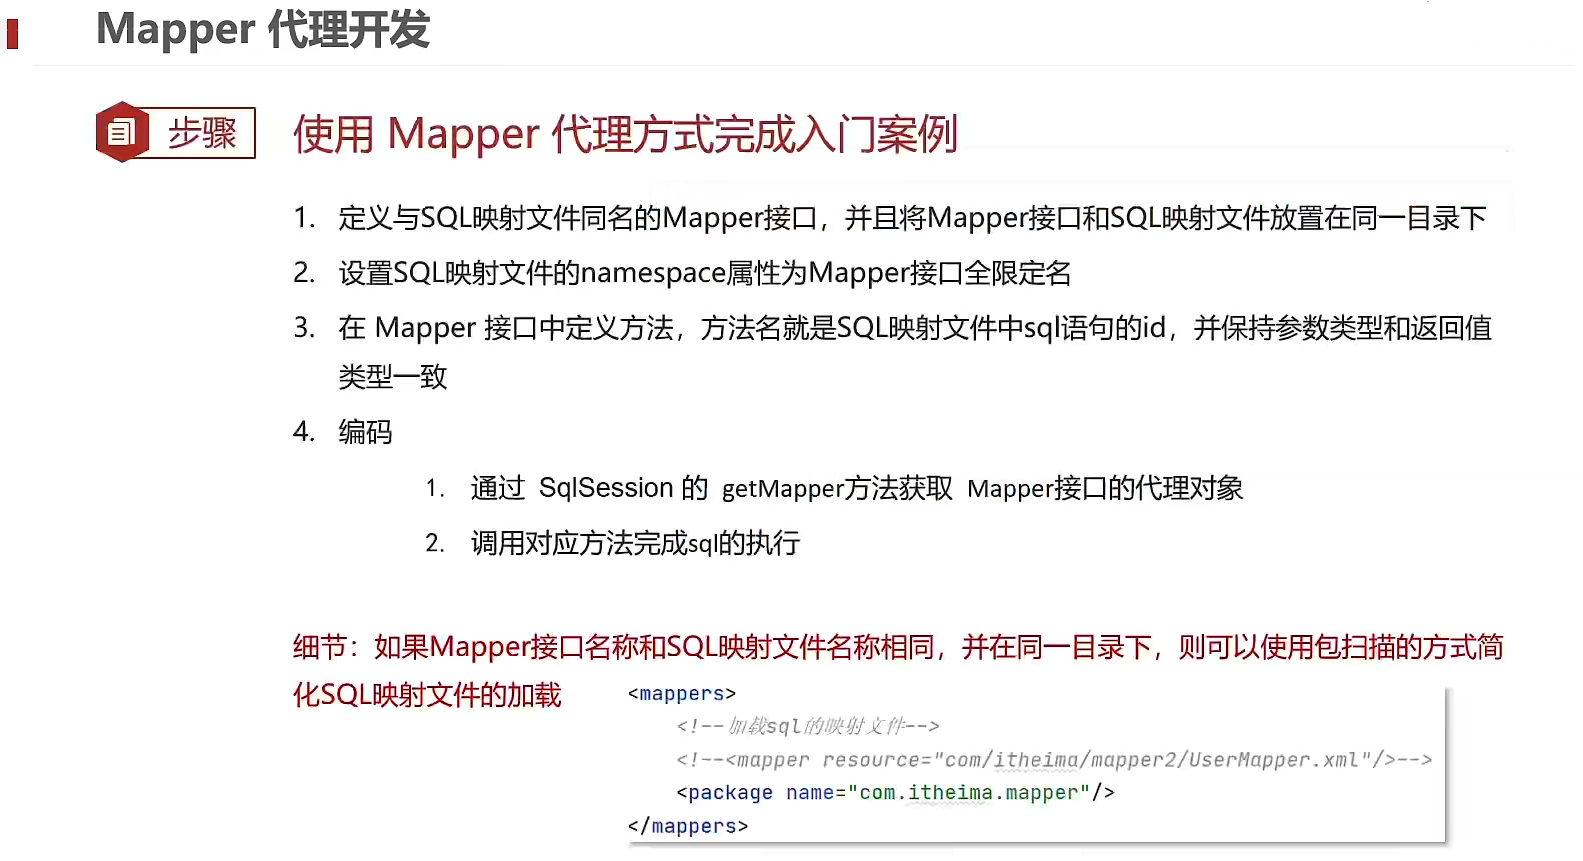 Mapper 代理开发
步骤
使用 Mapper 代理方式完成入门案例
1. 定义与SQL映射文件同名的Mapper接口，并且将Mapper接口和SQL映射文件放置在同一目录下
2. 设置SQL映射文件的namespace属性为Mapper接口全限定名
3. 在 Mapper 接口中定义方法，方法名就是SQL映射文件中sql语句的id，并保持参数类型和返回值
类型一致
4. 编码
1. 通过 SqlSession 的 getMapper方法获取 Mapper接口的代理对象
2. 调用对应方法完成sql的执行
细节：如果Mapper接口名称和SQL映射文件名称相同，并在同一目录下，则可以使用包扫描的方式简
化SQL映射文件的加载
<mappers>
<!--加载sql的映射文件-->
<!--<mapper resource="com/itheima/mapper2/UserMapper.xml"/>-->
<package name="com.itheima.mapper"/>
</mappers>